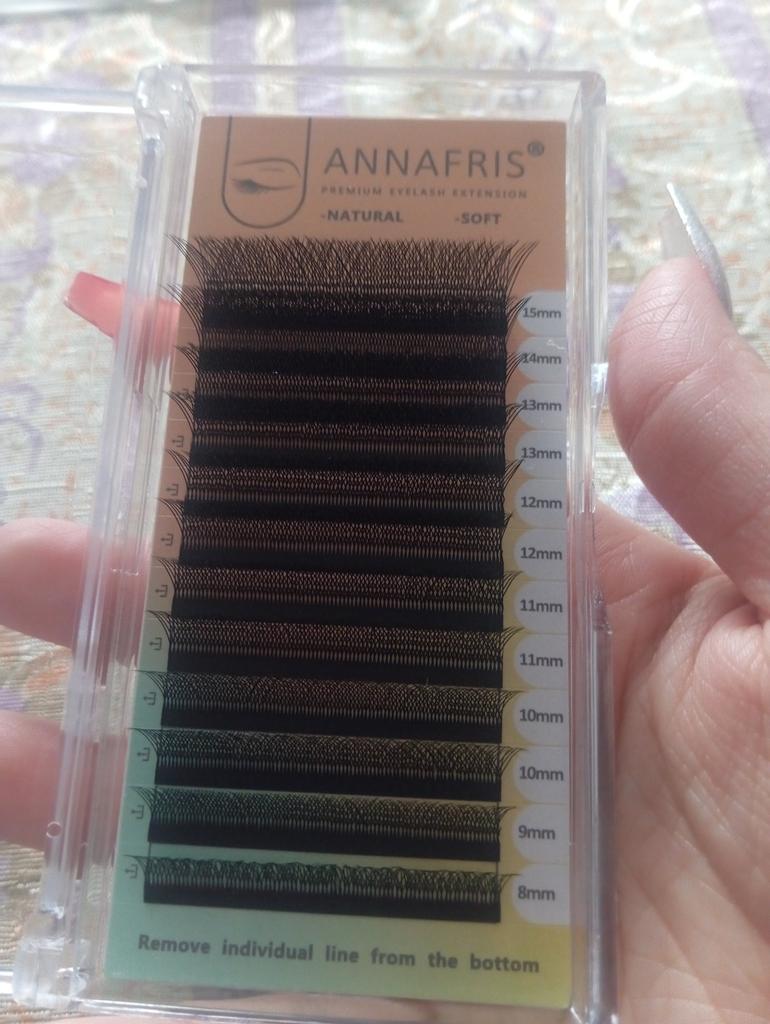 ANNAFRIS®
PREMIUM EYELASH EXTENSION
-NATURAL -SOFT
15mm
14mm
13mm
13mm
12mm
12mm
11mm
11mm
10mm
10mm
9mm
8mm
Remove individual line from the bottom